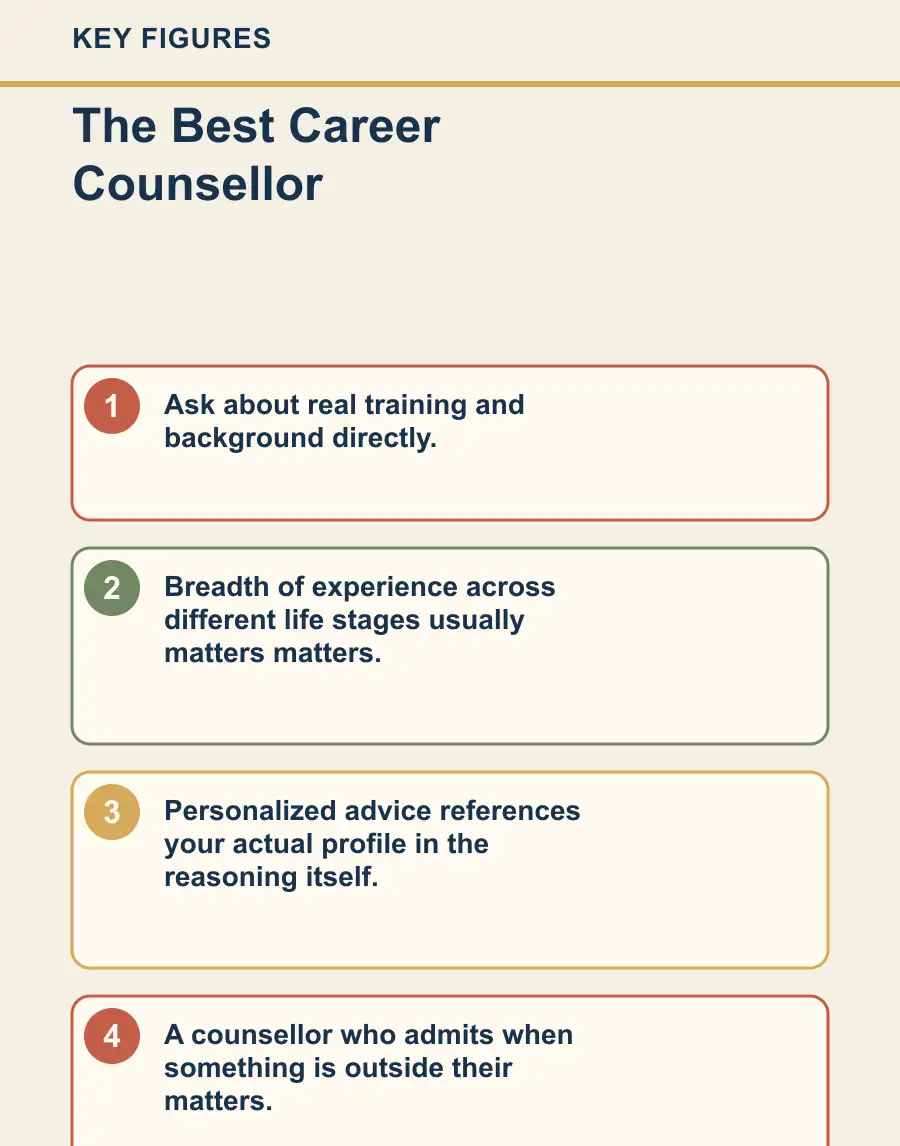 KEY FIGURES
The Best Career
Counsellor
1
Ask about real training and
background directly.
2
Breadth of experience across
different life stages usually
matters matters.
3
Personalized advice references
your actual profile in the
reasoning itself.
4
A counsellor who admits when
something is outside their
matters.